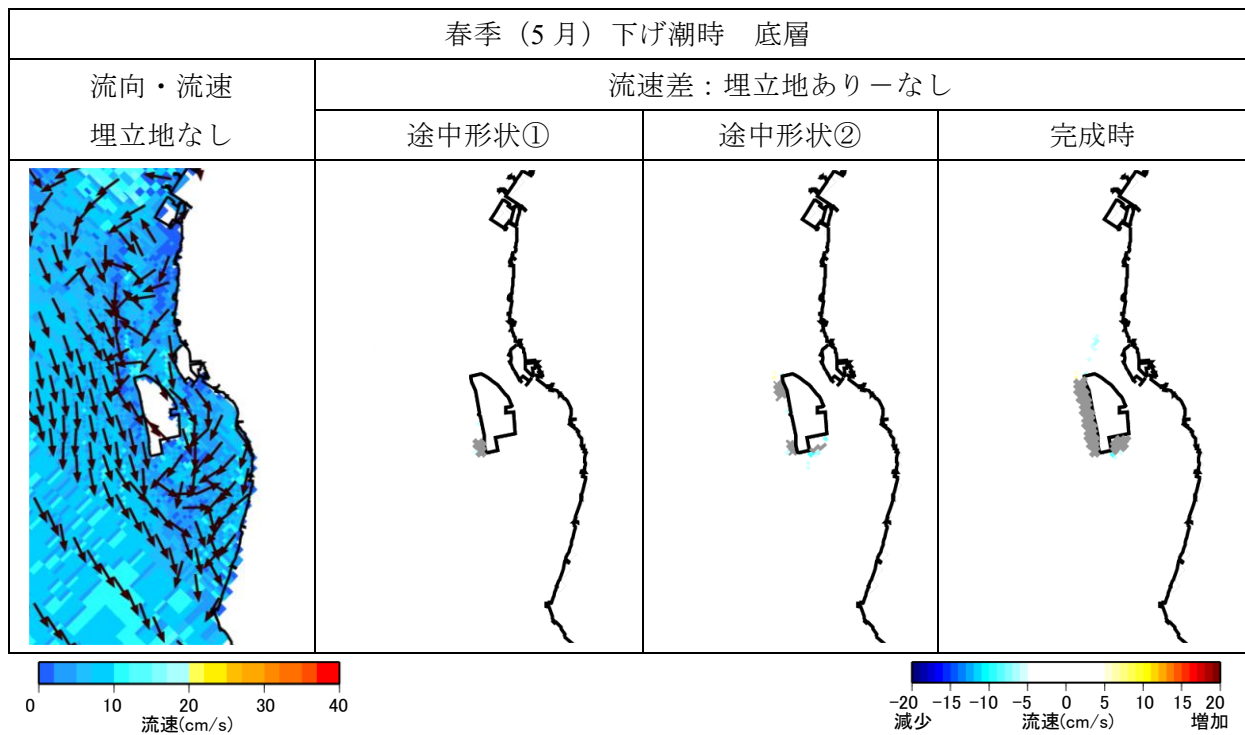 春季（5月）下げ潮時　底層
流向・流速
埋立地なし
流速差：埋立地あり－なし
途中形状①
途中形状②
完成時
0 10 20 30 40
流速(cm/s)
-20 -15 -10 -5 0 5 10 15 20
減少 流速(cm/s) 増加